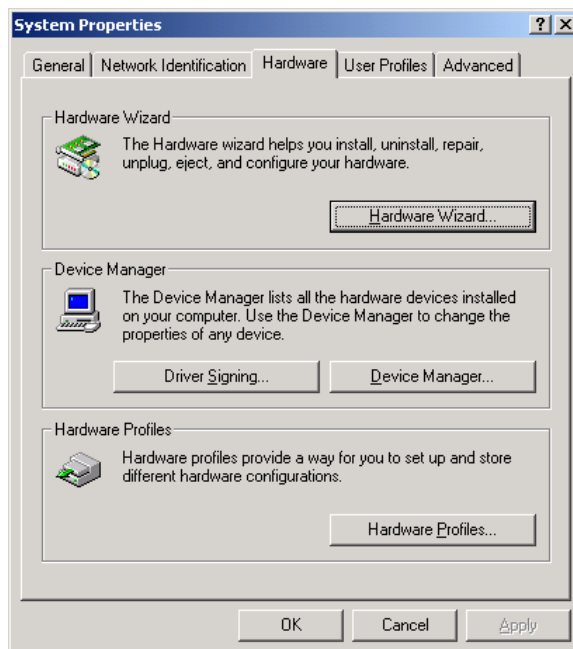 System Properties
General Network Identification Hardware User Profiles Advanced
Hardware Wizard
The Hardware wizard helps you install, uninstall, repair,
unplug, eject, and configure your hardware.
Hardware Wizard...
Device Manager
The Device Manager lists all the hardware devices installed
on your computer. Use the Device Manager to change the
properties of any device.
Driver Signing... Device Manager...
Hardware Profiles
Hardware profiles provide a way for you to set up and store
different hardware configurations.
Hardware Profiles...
OK Cancel Apply